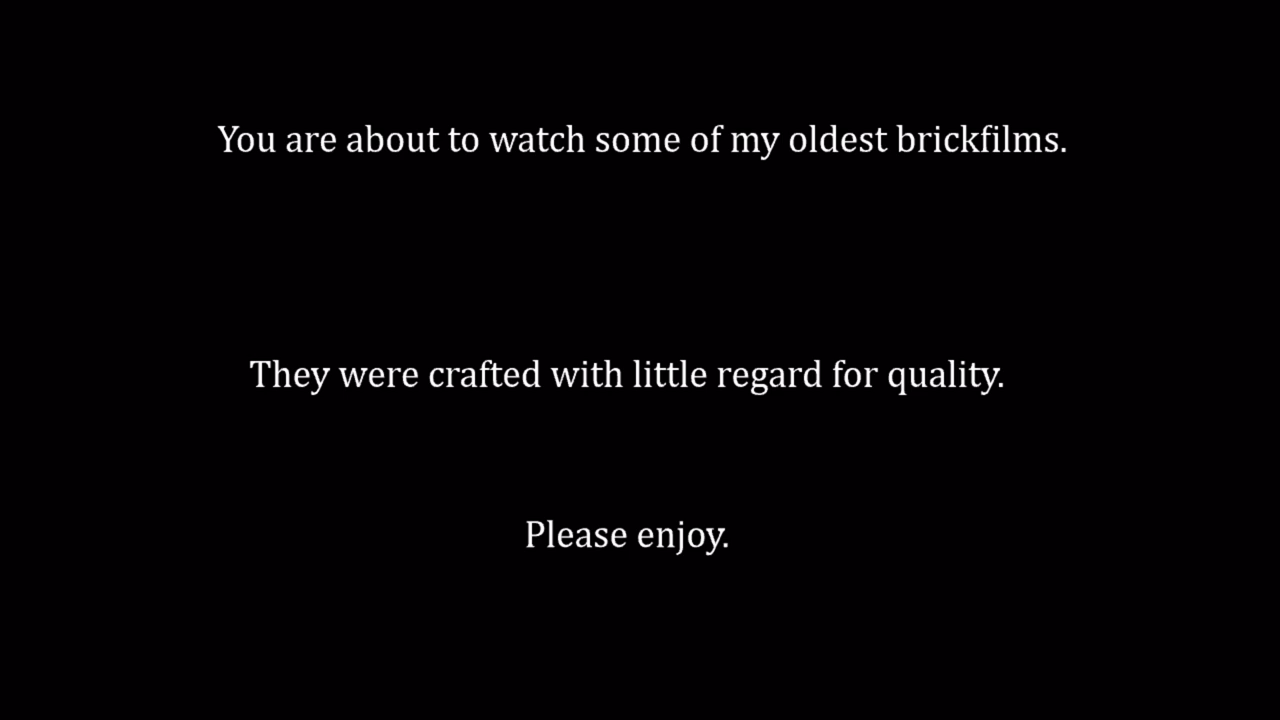 You are about to watch some of my oldest brickfilms.
They were crafted with little regard for quality.
Please enjoy.